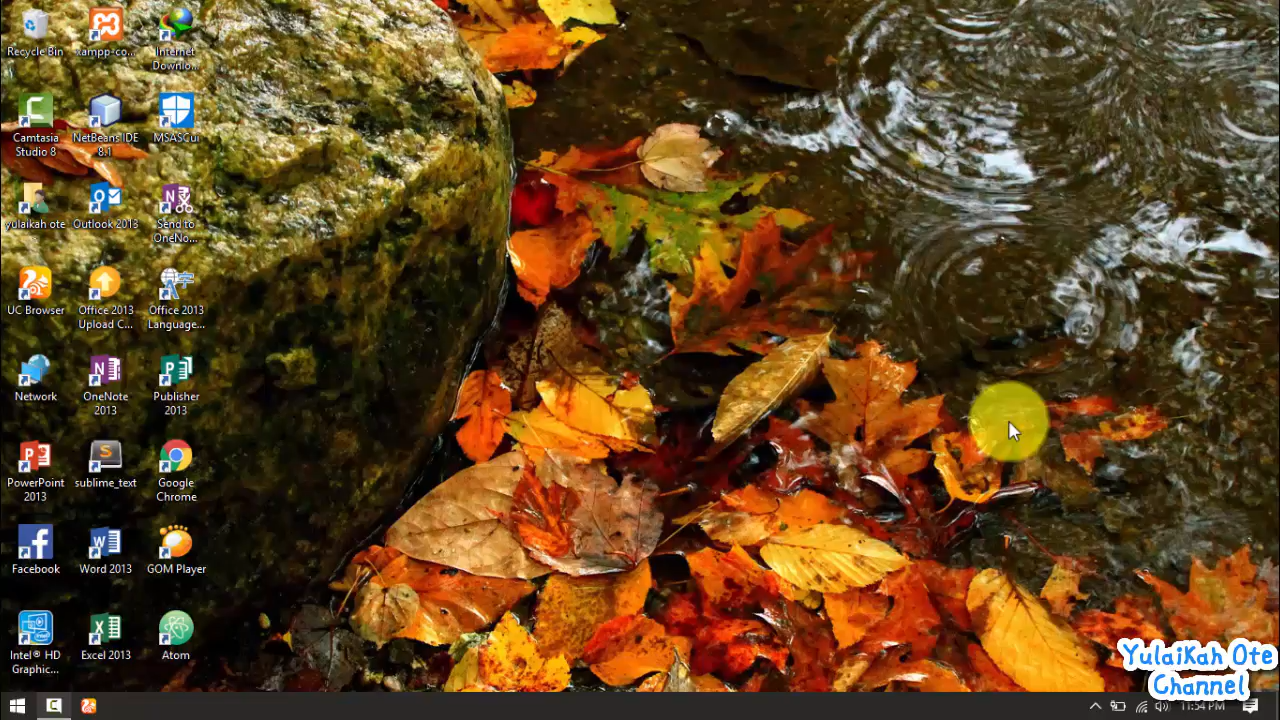 Recycle Bin
xampp-co...
Internet
Downlo...
Camtasia
Studio 8
NetBeans IDE
8.1
MSASCui
yulaikah ote
Outlook 2013
Send to
OneNo...
UC Browser
Office 2013
Upload C...
Office 2013
Language...
Network
OneNote
2013
Publisher
2013
PowerPoint
2013
sublime_text
Google
Chrome
Facebook
Word 2013
GOM Player
Intel® HD
Graphic...
Excel 2013
Atom
YulaiKah Ote
Channel
11:54 PM